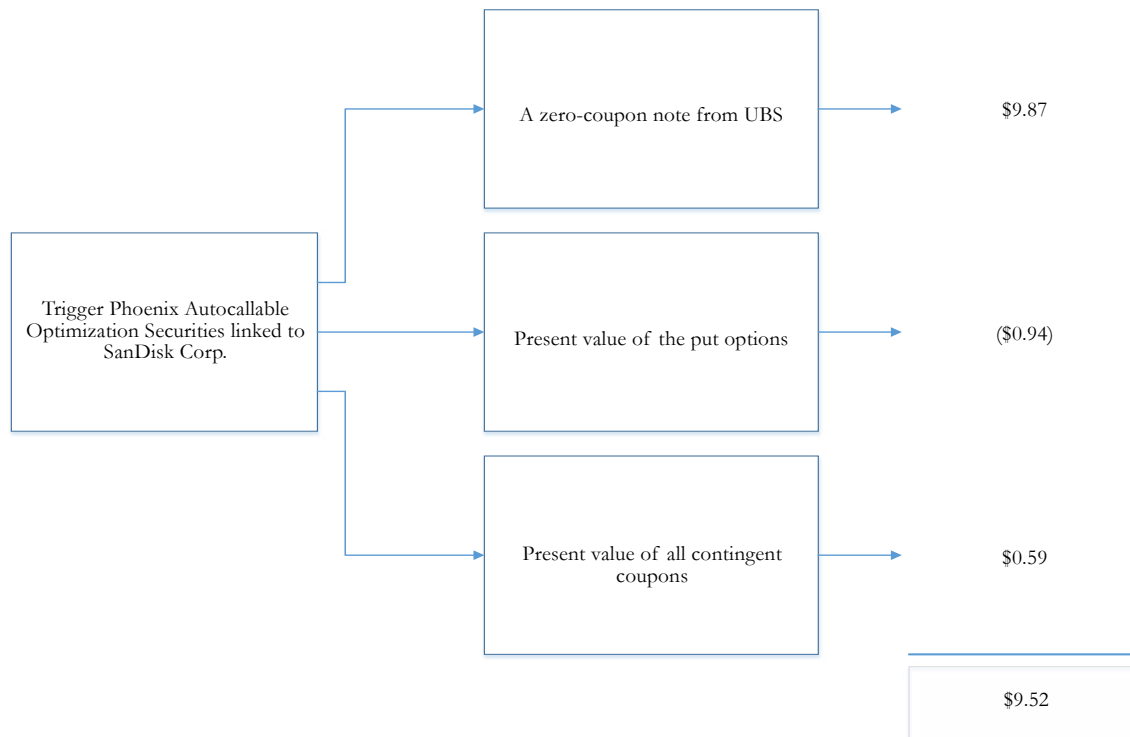 A zero-coupon note from UBS
$9.87
Trigger Phoenix Autocallable
Optimization Securities linked to
SanDisk Corp.
Present value of the put options
($0.94)
Present value of all contingent
coupons
$0.59
$9.52